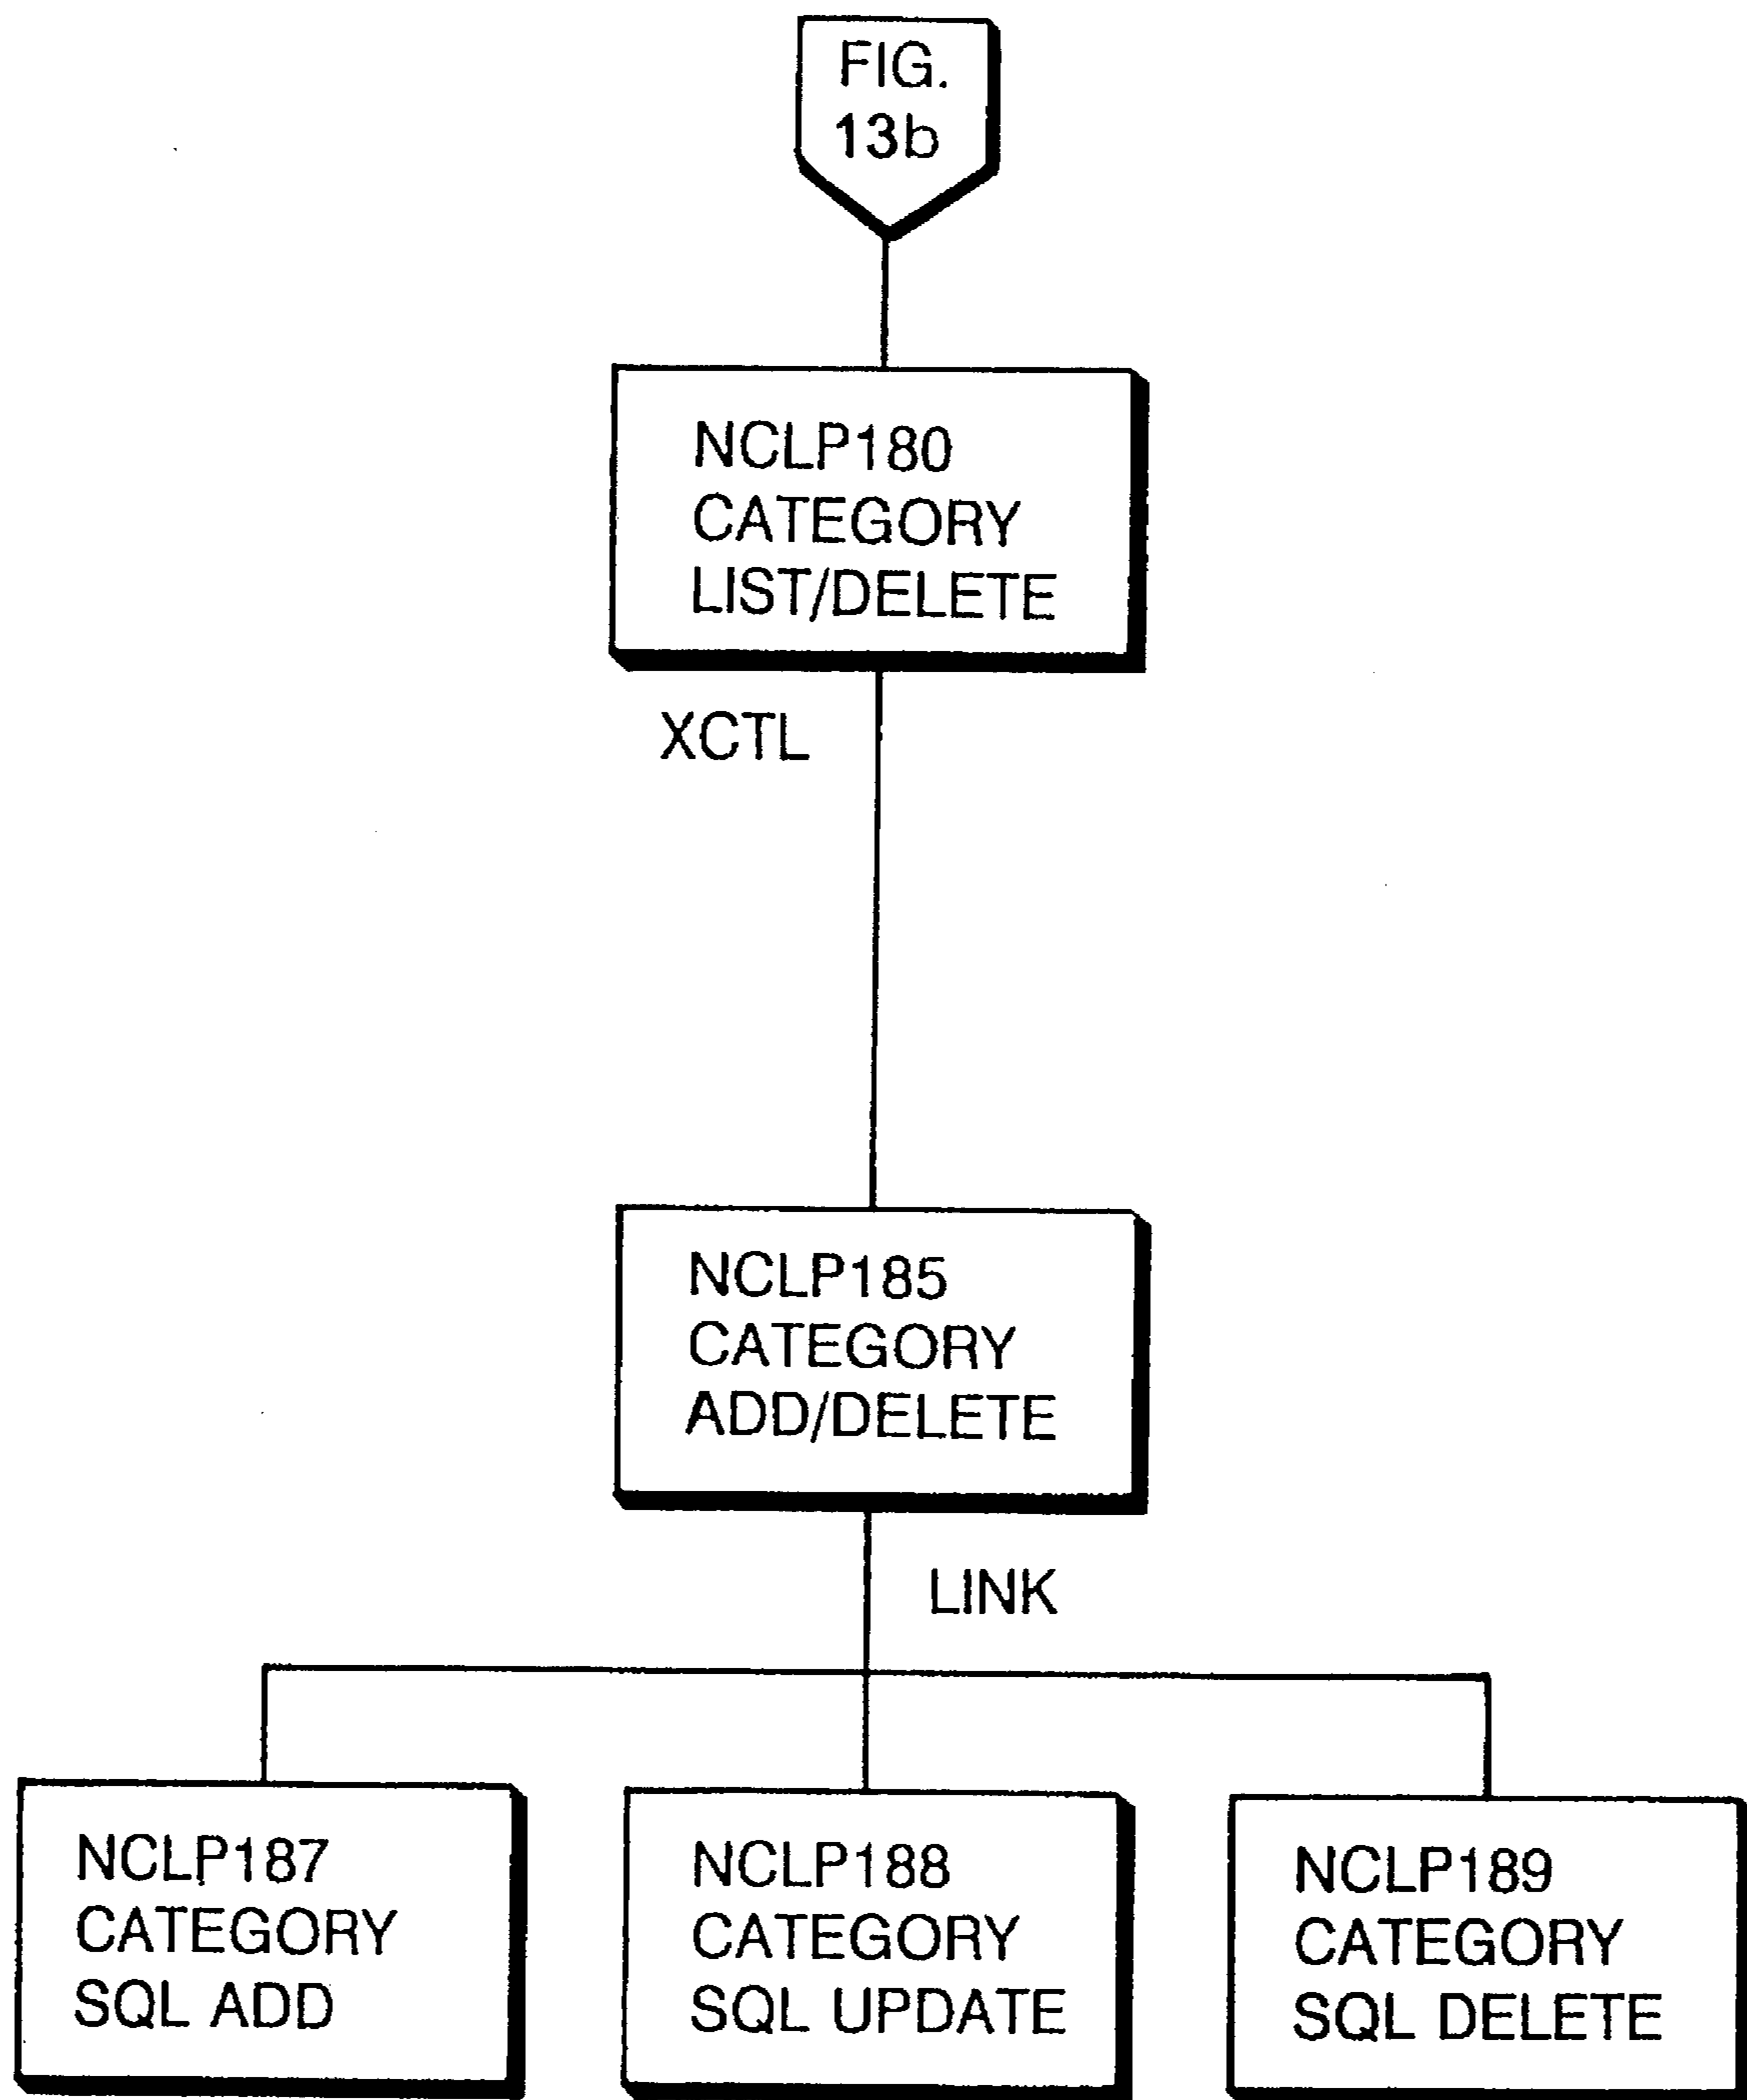 FIG.
13b
NCLP180
CATEGORY
LIST/DELETE
XCTL
NCLP185
CATEGORY
ADD/DELETE
LINK
NCLP187
CATEGORY
SQL ADD
NCLP188
CATEGORY
SQL UPDATE
NCLP189
CATEGORY
SQL DELETE